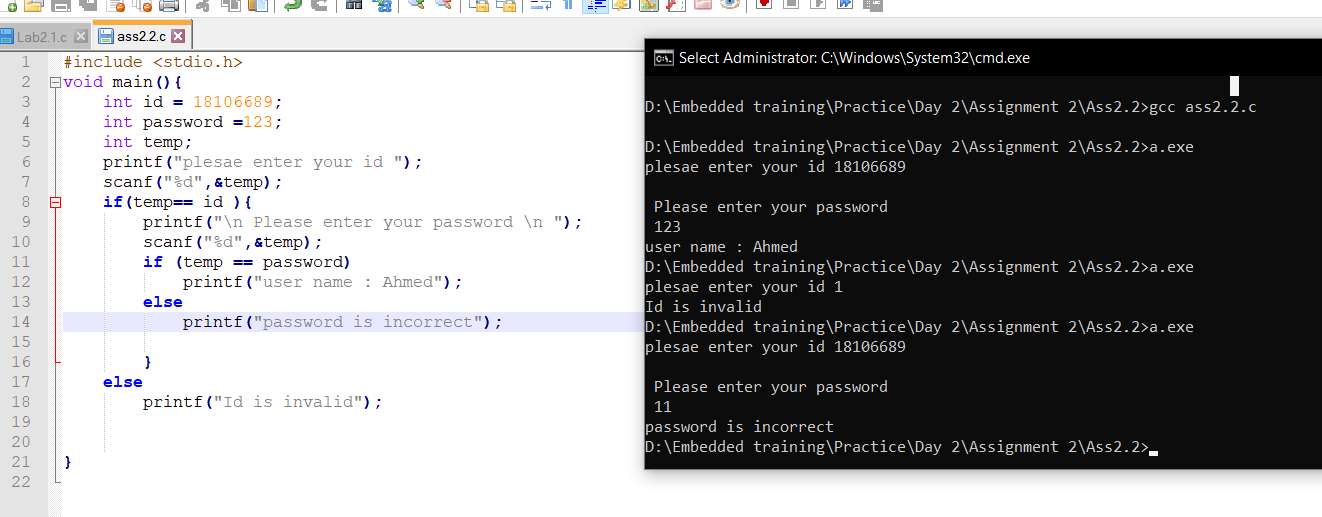 Lab2.1.c
ass2.2.c
1 #include <stdio.h>
2 void main(){
3 int id = 18106689;
4 int password =123;
5 int temp;
6 printf("plesae enter your id ");
7 scanf("%d",&temp);
8 if(temp== id ){
9 printf("\n Please enter your password \n ");
10 scanf("%d",&temp);
11 if (temp == password)
12 printf("user name : Ahmed");
13 else
14 printf("password is incorrect");
15
16 }
17 else
18 printf("Id is invalid");
19
20
21 }
22
Select Administrator: C:\Windows\System32\cmd.exe
D:\Embedded training\Practice\Day 2\Assignment 2\Ass2.2>gcc ass2.2.c
D:\Embedded training\Practice\Day 2\Assignment 2\Ass2.2>a.exe
plesae enter your id 18106689
Please enter your password
123
user name : Ahmed
D:\Embedded training\Practice\Day 2\Assignment 2\Ass2.2>a.exe
plesae enter your id 1
Id is invalid
D:\Embedded training\Practice\Day 2\Assignment 2\Ass2.2>a.exe
plesae enter your id 18106689
Please enter your password
11
password is incorrect
D:\Embedded training\Practice\Day 2\Assignment 2\Ass2.2>